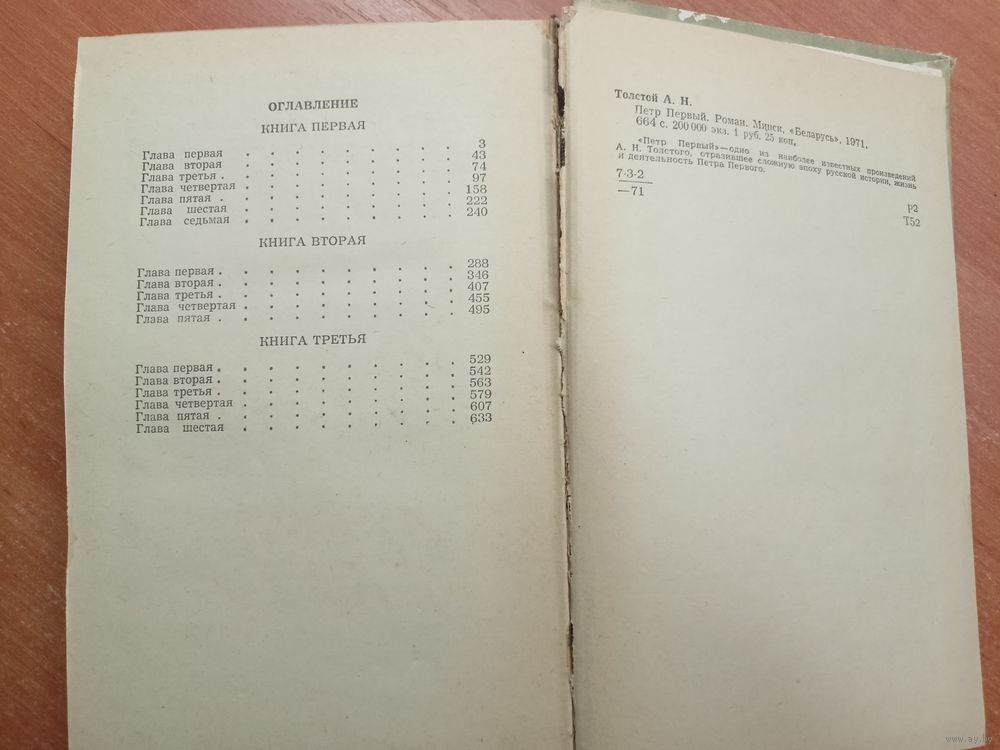 ОГЛАВЛЕНИЕ
КНИГА ПЕРВАЯ
Глава первая . . . . . . . . . 3
Глава вторая . . . . . . . . . 43
Глава третья . . . . . . . . . 74
Глава четвертая . . . . . . . . . 97
Глава пятая . . . . . . . . . 158
Глава шестая . . . . . . . . . 222
Глава седьмая . . . . . . . . . 240
КНИГА ВТОРАЯ
Глава первая . . . . . . . . . 288
Глава вторая . . . . . . . . . 346
Глава третья . . . . . . . . . 407
Глава четвертая . . . . . . . . . 455
Глава пятая . . . . . . . . . 495
КНИГА ТРЕТЬЯ
Глава первая . . . . . . . . . 529
Глава вторая . . . . . . . . . 542
Глава третья . . . . . . . . . 563
Глава четвертая . . . . . . . . . 579
Глава пятая . . . . . . . . . 607
Глава шестая . . . . . . . . . 633
Толстой А. Н.
Петр Первый. Роман. Минск, «Беларусь», 1971.
664 с. 200 000 экз. 1 руб. 25 коп.
«Петр Первый»—одно из наиболее известных произведений
А. Н. Толстого, отразившее сложную эпоху русской истории, жизнь
и деятельность Петра Первого.
7-3-2
—71
Р2
Т52
www.ay.by